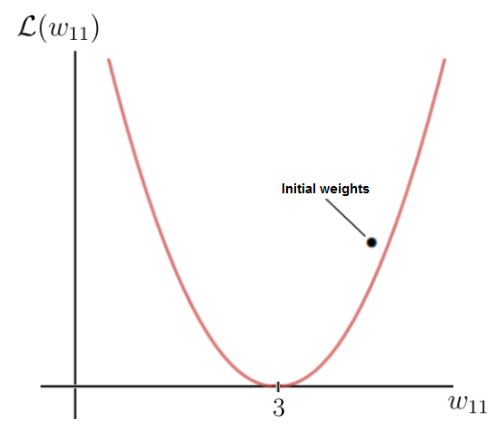 ℒ(w₁₁)
Initial weights
3
w₁₁